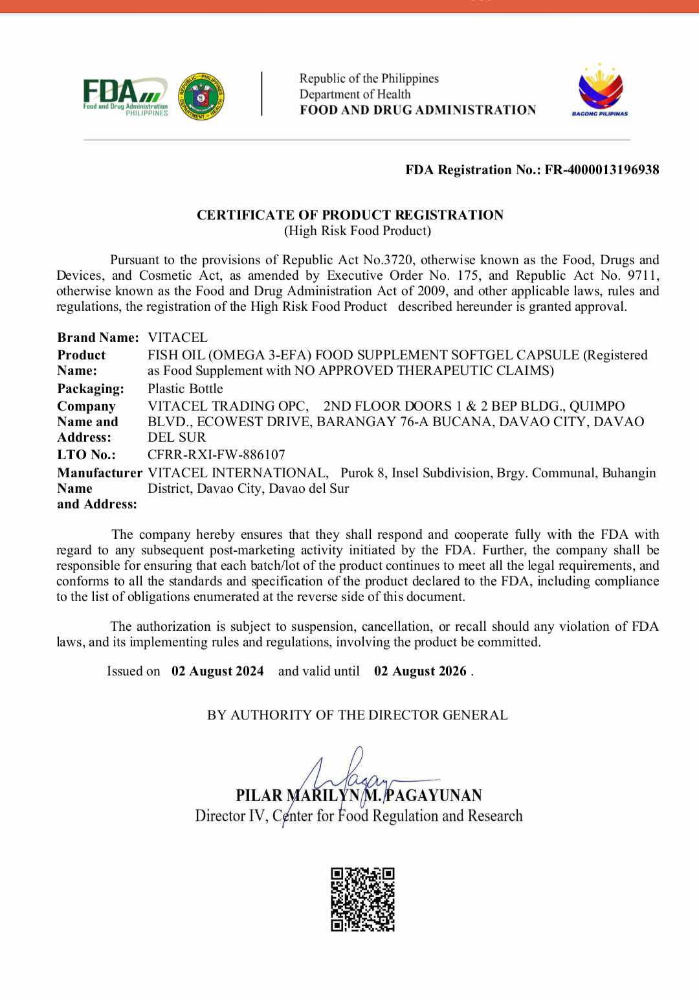 FDA
Food and Drug Administration
PHILIPPINES
REPUBLIC OF THE PHILIPPINES
DEPARTMENT OF HEALTH
Republic of the Philippines
Department of Health
FOOD AND DRUG ADMINISTRATION
BAGONG PILIPINAS
FDA Registration No.: FR-4000013196938
CERTIFICATE OF PRODUCT REGISTRATION
(High Risk Food Product)
Pursuant to the provisions of Republic Act No.3720, otherwise known as the Food, Drugs and
Devices, and Cosmetic Act, as amended by Executive Order No. 175, and Republic Act No. 9711,
otherwise known as the Food and Drug Administration Act of 2009, and other applicable laws, rules and
regulations, the registration of the High Risk Food Product described hereunder is granted approval.
Brand Name: VITACEL
Product FISH OIL (OMEGA 3-EFA) FOOD SUPPLEMENT SOFTGEL CAPSULE (Registered
Name: as Food Supplement with NO APPROVED THERAPEUTIC CLAIMS)
Packaging: Plastic Bottle
Company VITACEL TRADING OPC, 2ND FLOOR DOORS 1 & 2 BEP BLDG., QUIMPO
Name and BLVD., ECOWEST DRIVE, BARANGAY 76-A BUCANA, DAVAO CITY, DAVAO
Address: DEL SUR
LTO No.: CFRR-RXI-FW-886107
Manufacturer VITACEL INTERNATIONAL, Purok 8, Insel Subdivision, Brgy. Communal, Buhangin
Name District, Davao City, Davao del Sur
and Address:
The company hereby ensures that they shall respond and cooperate fully with the FDA with
regard to any subsequent post-marketing activity initiated by the FDA. Further, the company shall be
responsible for ensuring that each batch/lot of the product continues to meet all the legal requirements, and
conforms to all the standards and specification of the product declared to the FDA, including compliance
to the list of obligations enumerated at the reverse side of this document.
The authorization is subject to suspension, cancellation, or recall should any violation of FDA
laws, and its implementing rules and regulations, involving the product be committed.
Issued on 02 August 2024 and valid until 02 August 2026 .
BY AUTHORITY OF THE DIRECTOR GENERAL
PILAR MARILYN M. PAGAYUNAN
Director IV, Center for Food Regulation and Research